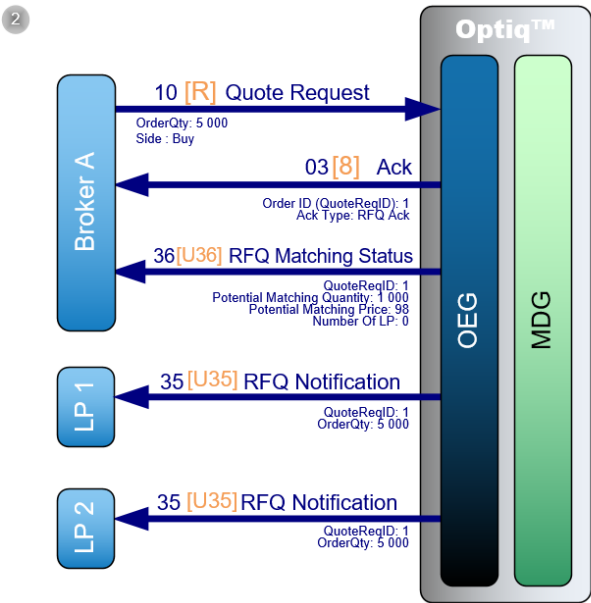 2
Optiq™
10 [R] Quote Request
OrderQty: 5 000
Side : Buy
Broker A
03 [8] Ack
Order ID (QuoteReqID): 1
Ack Type: RFQ Ack
36 [U36] RFQ Matching Status
QuoteReqID: 1
Potential Matching Quantity: 1 000
Potential Matching Price: 98
Number Of LP: 0
OEG
MDG
LP 1
35 [U35] RFQ Notification
QuoteReqID: 1
OrderQty: 5 000
LP 2
35 [U35] RFQ Notification
QuoteReqID: 1
OrderQty: 5 000